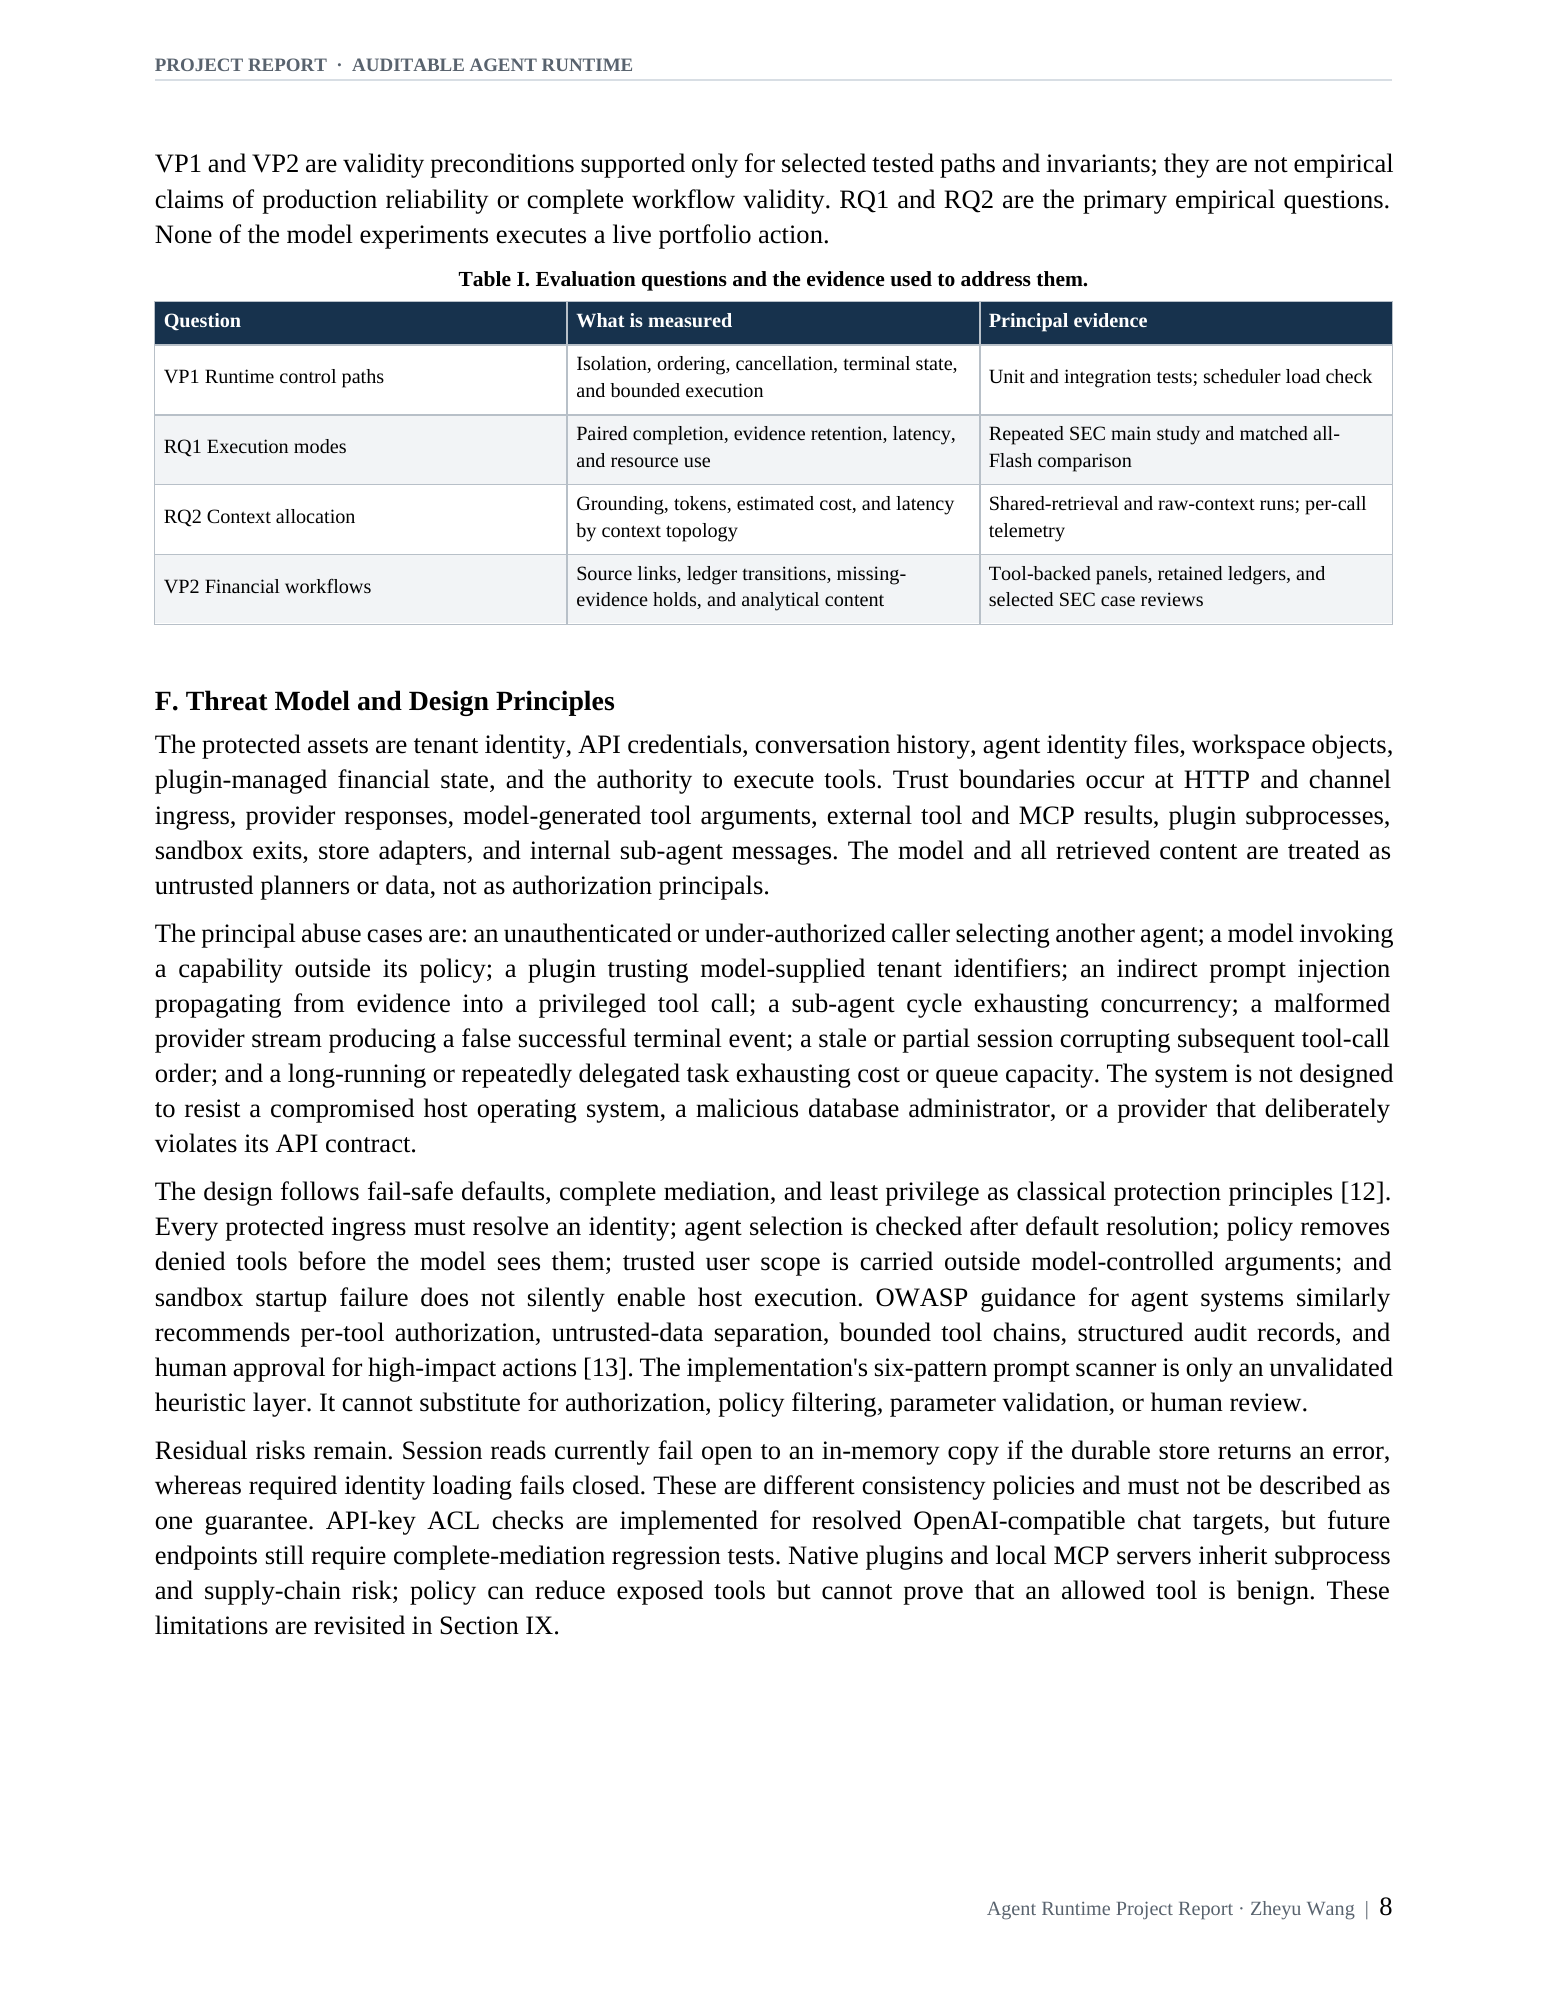 PROJECT REPORT · AUDITABLE AGENT RUNTIME
VP1 and VP2 are validity preconditions supported only for selected tested paths and invariants; they are not empirical
claims of production reliability or complete workflow validity. RQ1 and RQ2 are the primary empirical questions.
None of the model experiments executes a live portfolio action.
Table I. Evaluation questions and the evidence used to address them.
Question What is measured Principal evidence
VP1 Runtime control paths
Isolation, ordering, cancellation, terminal state,
and bounded execution
Unit and integration tests; scheduler load check
RQ1 Execution modes
Paired completion, evidence retention, latency,
and resource use
Repeated SEC main study and matched all-
Flash comparison
RQ2 Context allocation
Grounding, tokens, estimated cost, and latency
by context topology
Shared-retrieval and raw-context runs; per-call
telemetry
VP2 Financial workflows
Source links, ledger transitions, missing-
evidence holds, and analytical content
Tool-backed panels, retained ledgers, and
selected SEC case reviews
F. Threat Model and Design Principles
The protected assets are tenant identity, API credentials, conversation history, agent identity files, workspace objects,
plugin-managed financial state, and the authority to execute tools. Trust boundaries occur at HTTP and channel
ingress, provider responses, model-generated tool arguments, external tool and MCP results, plugin subprocesses,
sandbox exits, store adapters, and internal sub-agent messages. The model and all retrieved content are treated as
untrusted planners or data, not as authorization principals.
The principal abuse cases are: an unauthenticated or under-authorized caller selecting another agent; a model invoking
a capability outside its policy; a plugin trusting model-supplied tenant identifiers; an indirect prompt injection
propagating from evidence into a privileged tool call; a sub-agent cycle exhausting concurrency; a malformed
provider stream producing a false successful terminal event; a stale or partial session corrupting subsequent tool-call
order; and a long-running or repeatedly delegated task exhausting cost or queue capacity. The system is not designed
to resist a compromised host operating system, a malicious database administrator, or a provider that deliberately
violates its API contract.
The design follows fail-safe defaults, complete mediation, and least privilege as classical protection principles [12].
Every protected ingress must resolve an identity; agent selection is checked after default resolution; policy removes
denied tools before the model sees them; trusted user scope is carried outside model-controlled arguments; and
sandbox startup failure does not silently enable host execution. OWASP guidance for agent systems similarly
recommends per-tool authorization, untrusted-data separation, bounded tool chains, structured audit records, and
human approval for high-impact actions [13]. The implementation's six-pattern prompt scanner is only an unvalidated
heuristic layer. It cannot substitute for authorization, policy filtering, parameter validation, or human review.
Residual risks remain. Session reads currently fail open to an in-memory copy if the durable store returns an error,
whereas required identity loading fails closed. These are different consistency policies and must not be described as
one guarantee. API-key ACL checks are implemented for resolved OpenAI-compatible chat targets, but future
endpoints still require complete-mediation regression tests. Native plugins and local MCP servers inherit subprocess
and supply-chain risk; policy can reduce exposed tools but cannot prove that an allowed tool is benign. These
limitations are revisited in Section IX.
Agent Runtime Project Report · Zheyu Wang | 8